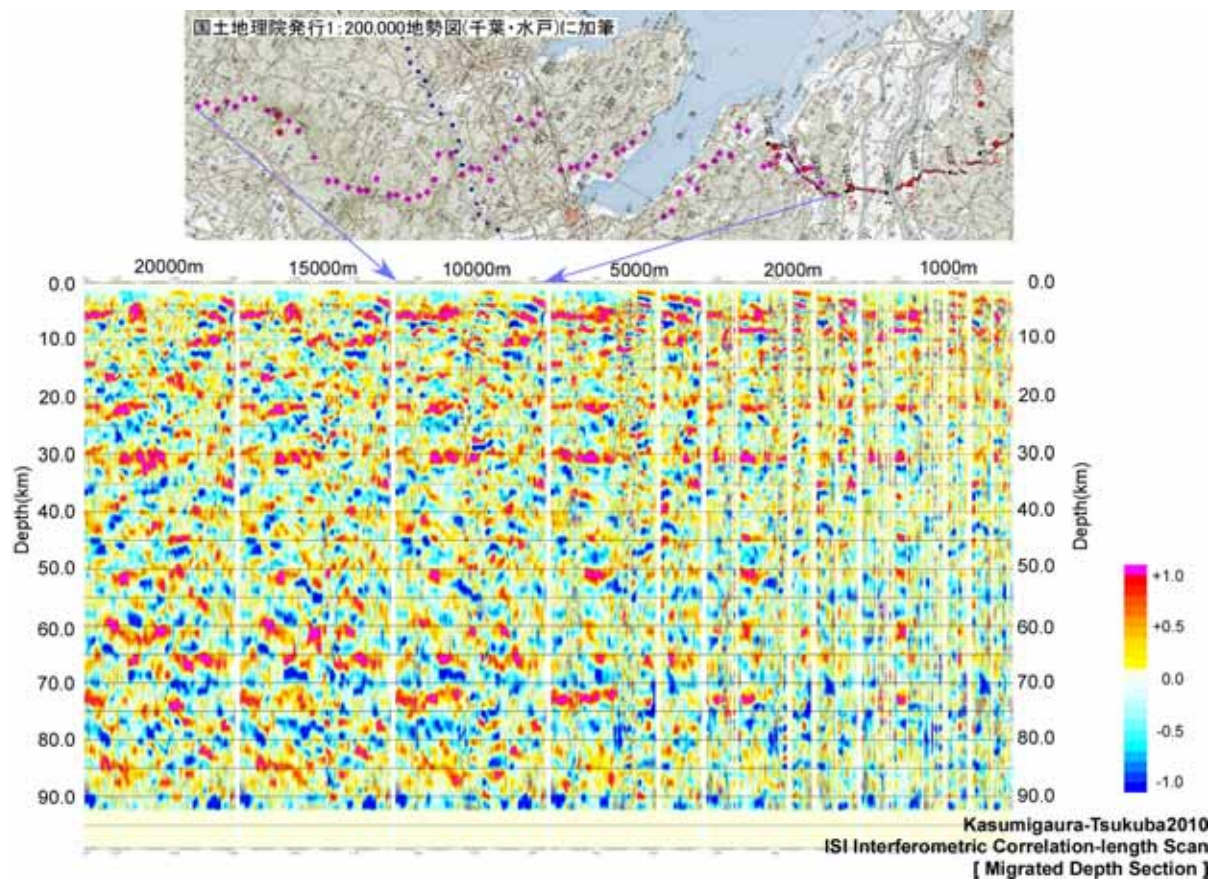 国土地理院発行1:200,000地勢図(千葉・水戸)に加筆
20000m 15000m 10000m 5000m 2000m 1000m
0.0 0.0
10.0 10.0
20.0 20.0
30.0 30.0
40.0 40.0
50.0 50.0
60.0 60.0
70.0 70.0
80.0 80.0
90.0 90.0
Depth(km)
Depth(km)
+1.0
+0.5
0.0
-0.5
-1.0
Kasumigaura-Tsukuba2010
ISI Interferometric Correlation-length Scan
[ Migrated Depth Section ]